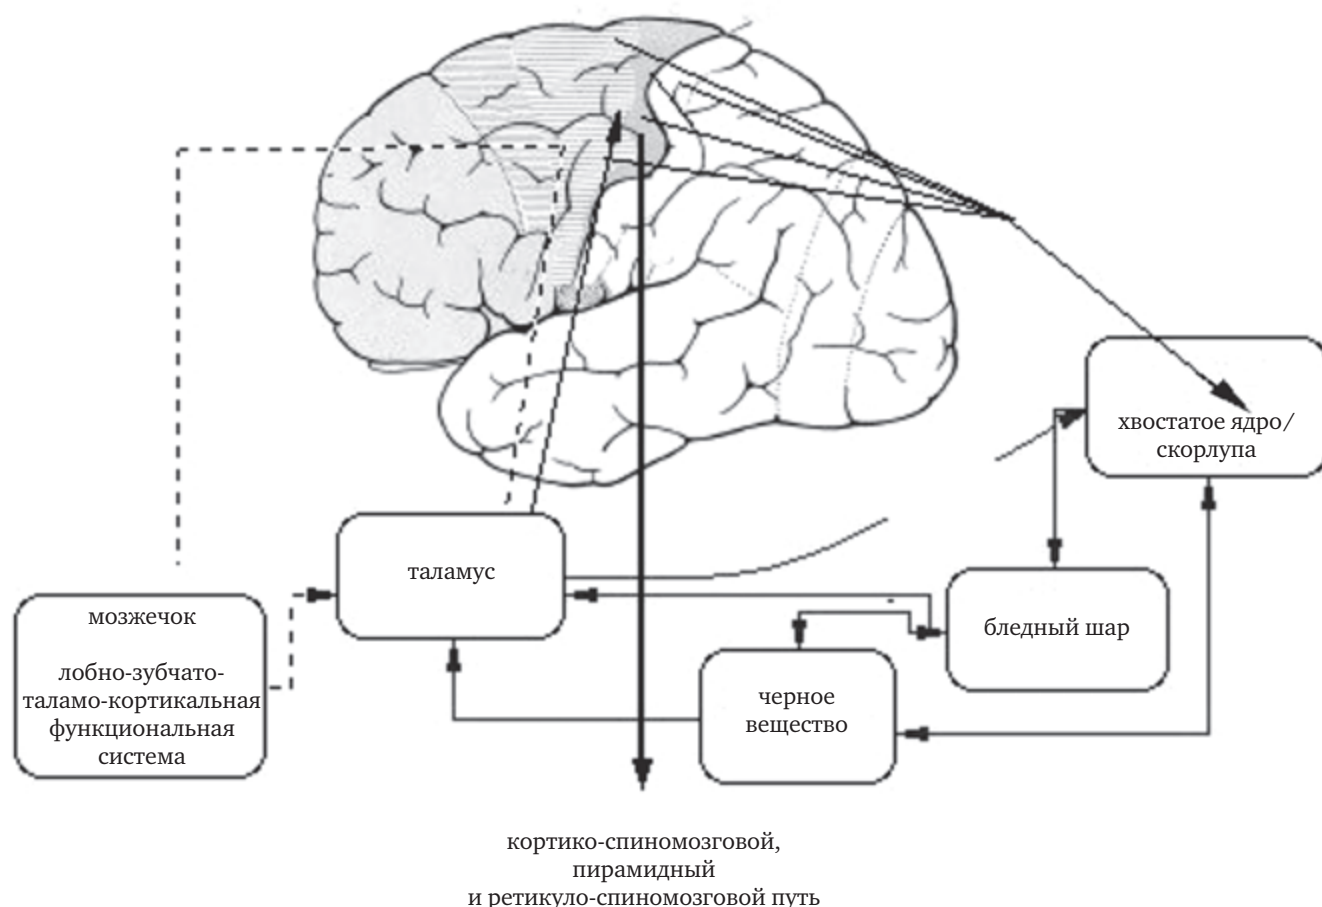 хвостатое ядро/
скорлупа
таламус
бледный шар
мозжечок
лобно-зубчато-
таламо-кортикальная
функциональная
система
черное
вещество
кортико-спиномозговой,
пирамидный
и ретикуло-спиномозговой путь